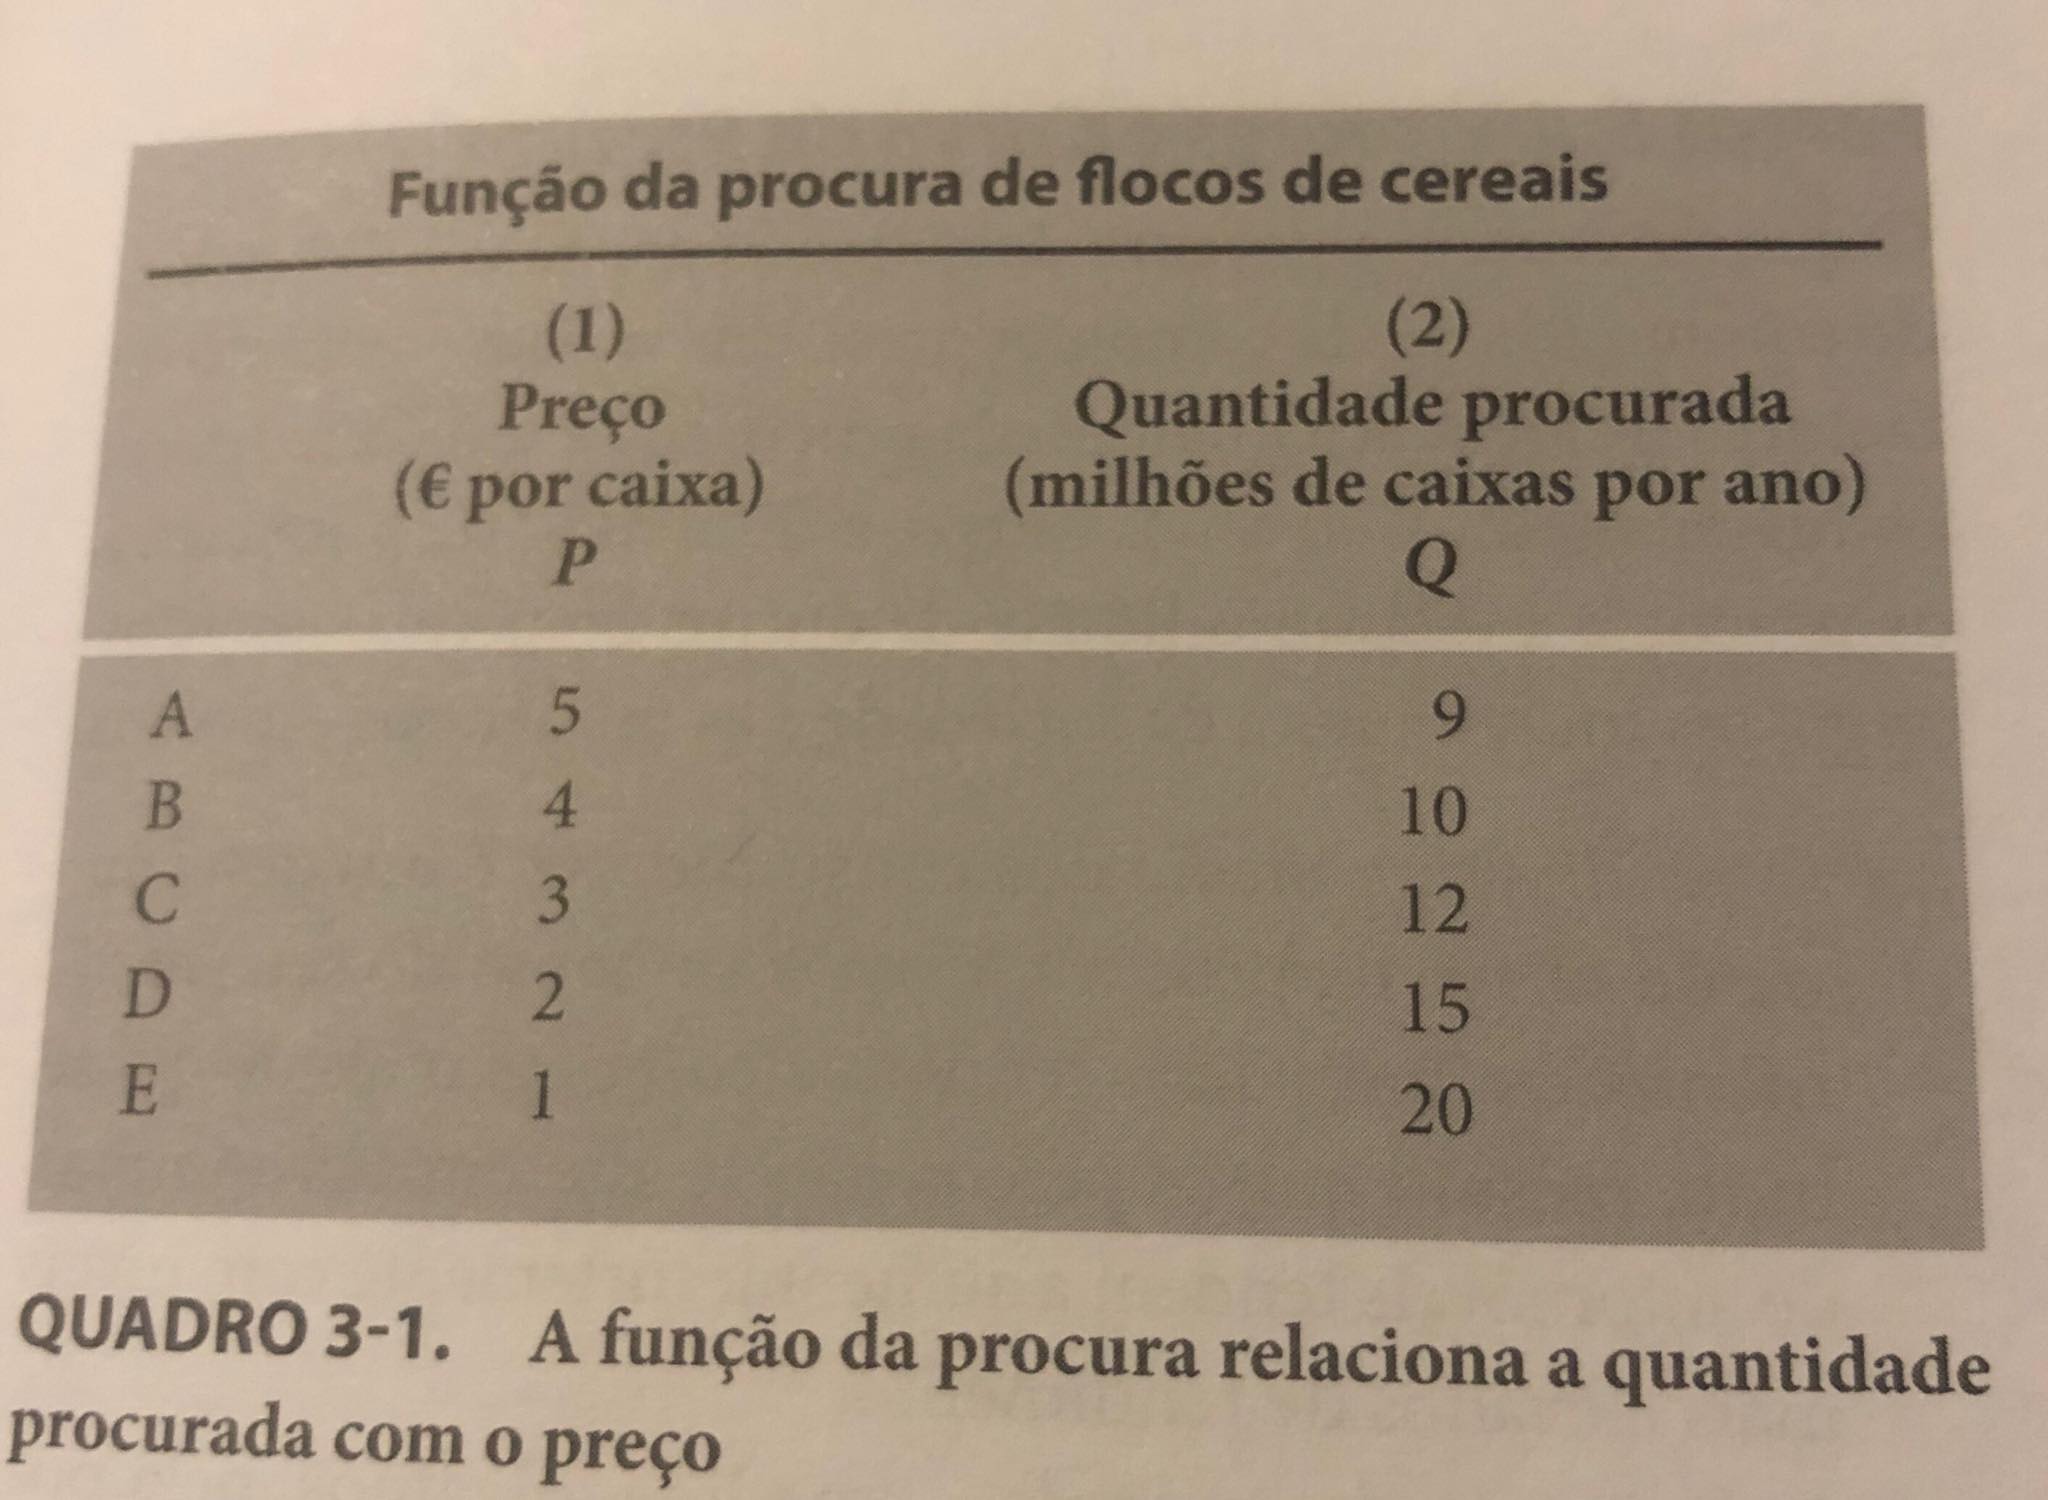 Função da procura de flocos de cereais
(1) (2)
Preço Quantidade procurada
(€ por caixa) (milhões de caixas por ano)
P Q
A 5 9
B 4 10
C 3 12
D 2 15
E 1 20
QUADRO 3-1. A função da procura relaciona a quantidade
procurada com o preço